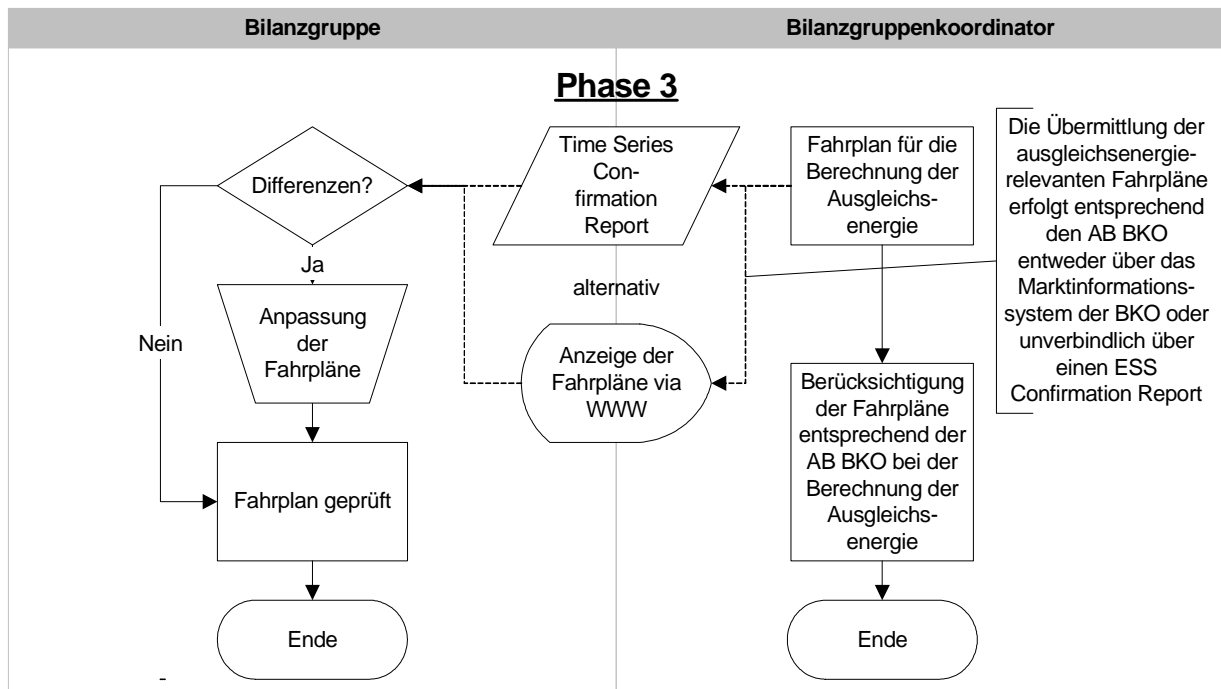 Bilanzgruppe
Bilanzgruppenkoordinator
Phase 3
Differenzen?
Ja
Nein
Anpassung
der
Fahrpläne
Fahrplan geprüft
Ende
Time Series
Con-
firmation
Report
alternativ
Anzeige der
Fahrpläne via
WWW
Fahrplan für die
Berechnung der
Ausgleichs-
energie
Berücksichtigung
der Fahrpläne
entsprechend der
AB BKO bei der
Berechnung der
Ausgleichs-
energie
Ende
Die Übermittlung der
ausgleichsenergie-
relevanten Fahrpläne
erfolgt entsprechend
den AB BKO
entweder über das
Marktinformations-
system der BKO oder
unverbindlich über
einen ESS
Confirmation Report
-